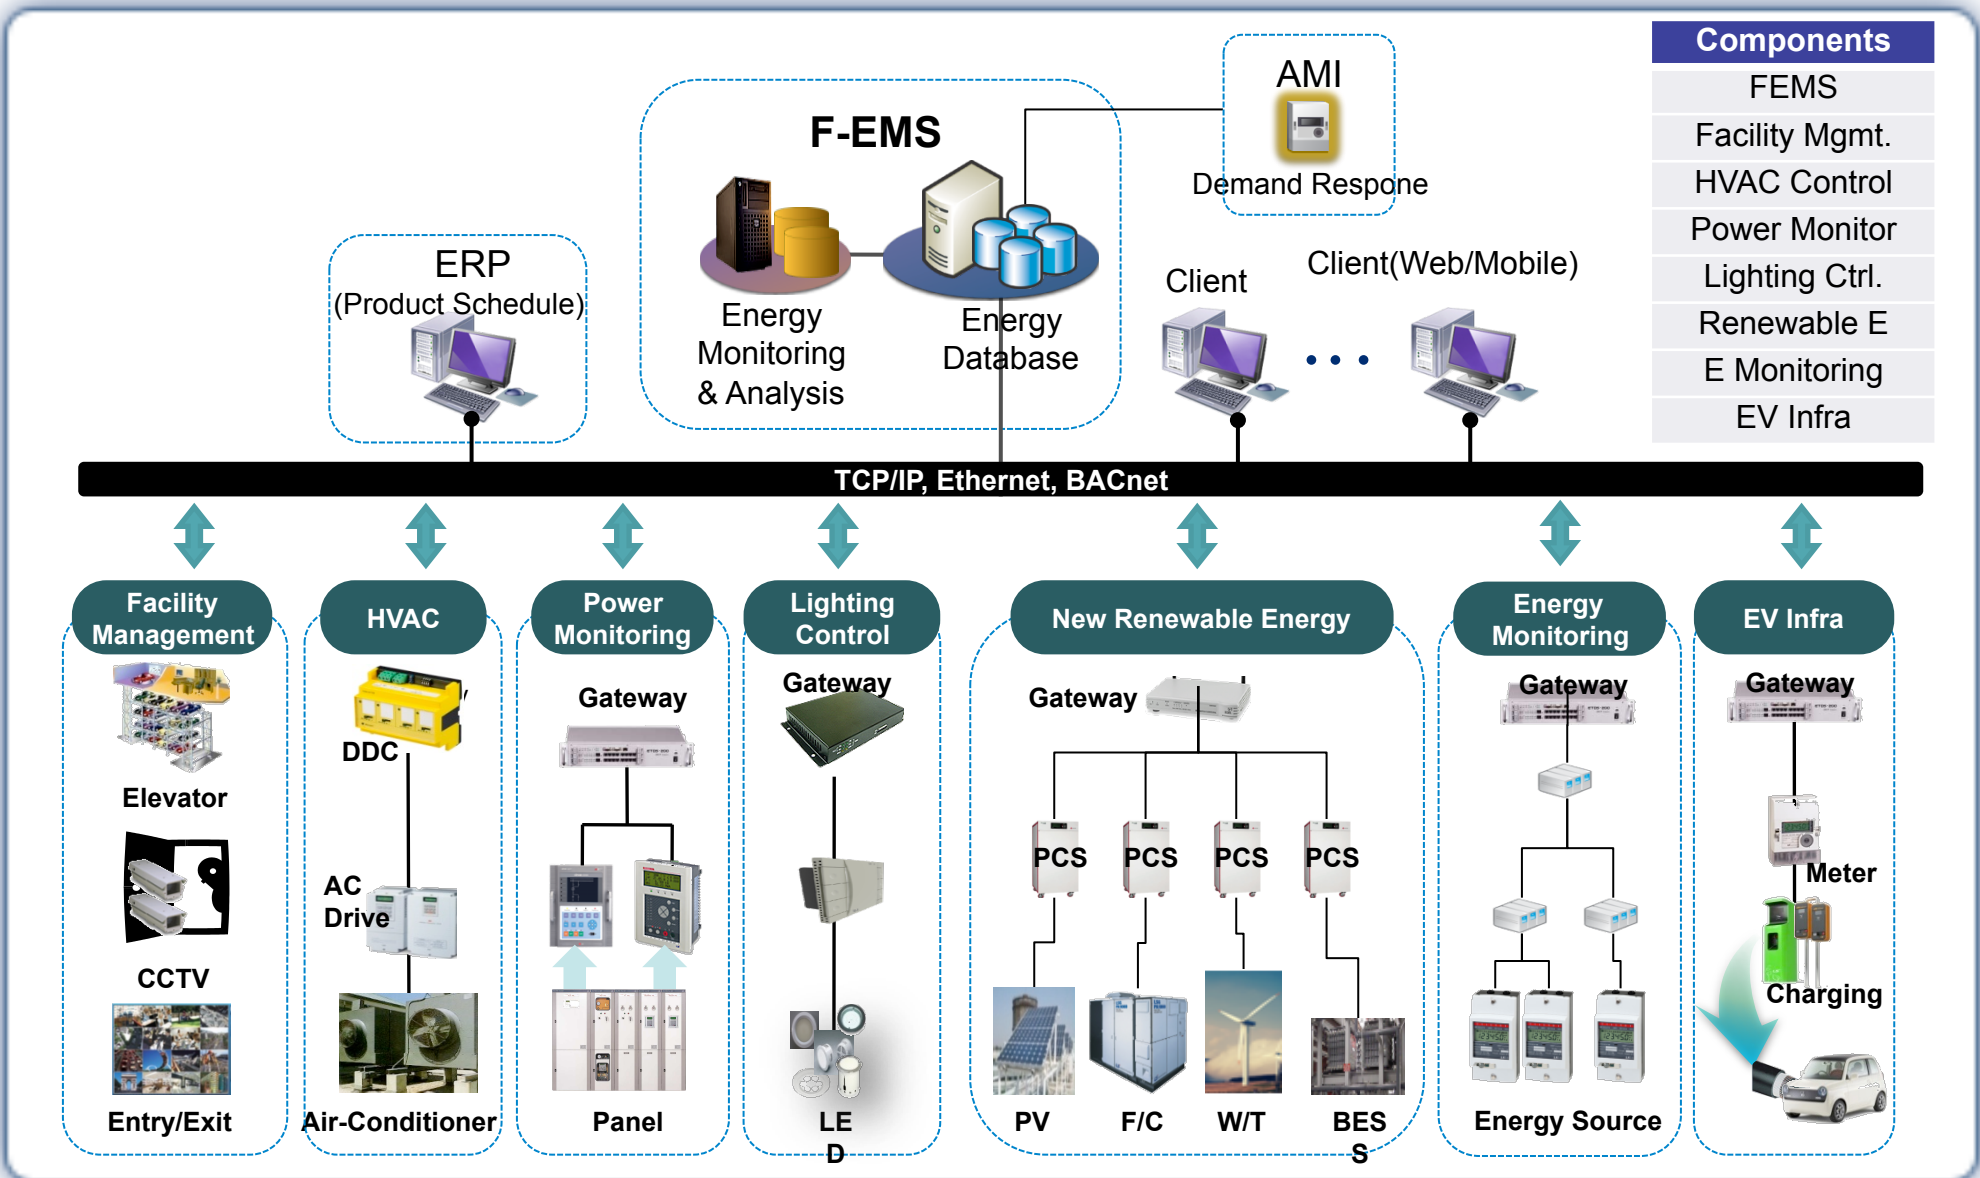 Components
FEMS
Facility Mgmt.
HVAC Control
Power Monitor
Lighting Ctrl.
Renewable E
E Monitoring
EV Infra
AMI
Demand Respone
F-EMS
Energy
Monitoring
& Analysis
Energy
Database
ERP
(Product Schedule)
Client
Client(Web/Mobile)
• • •
TCP/IP, Ethernet, BACnet
Facility
Management
Elevator
CCTV
Entry/Exit
HVAC
DDC
AC
Drive
Air-Conditioner
Power
Monitoring
Gateway
Panel
Lighting
Control
Gateway
LE
D
New Renewable Energy
Gateway
PCS
PCS
PCS
PCS
PV
F/C
W/T
BES
S
Energy
Monitoring
Gateway
Energy Source
EV Infra
Gateway
Meter
Charging